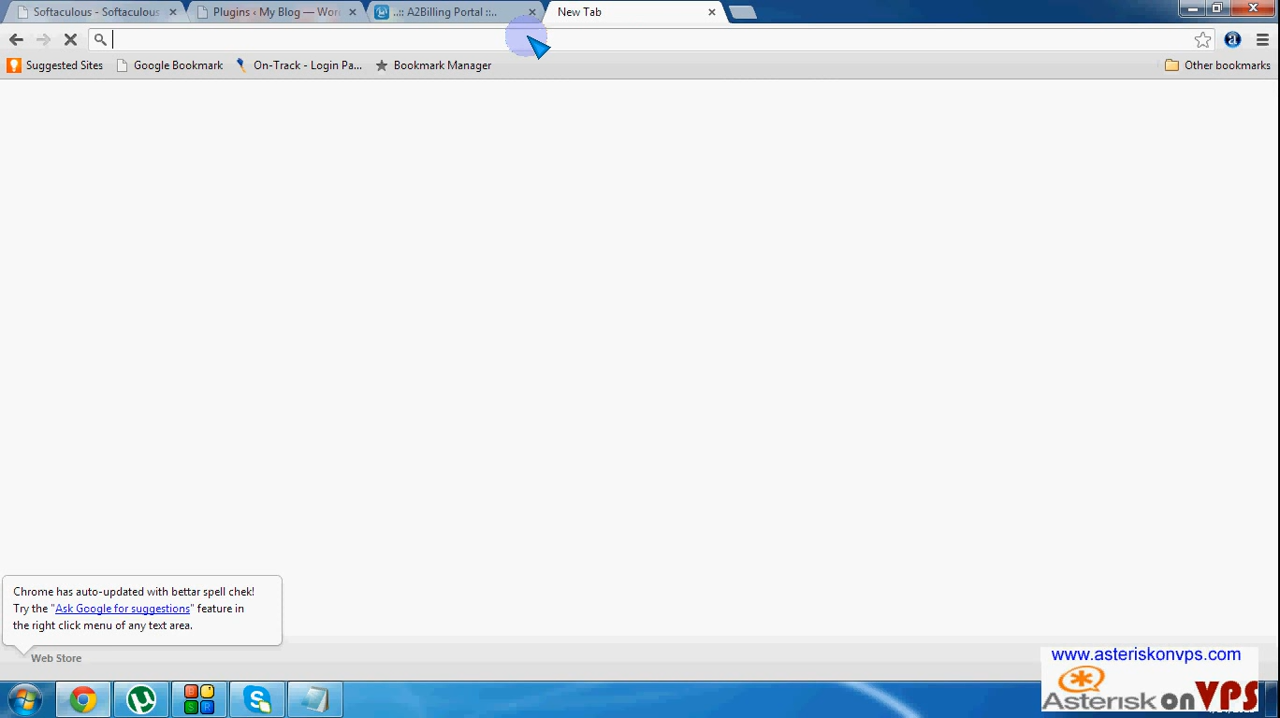 Softaculous - Softaculous
Plugins ‹ My Blog — Wor
..:: A2Billing Portal ::..
New Tab
Suggested Sites
Google Bookmark
On-Track - Login Pa...
Bookmark Manager
Other bookmarks
Chrome has auto-updated with bettar spell chek!
Try the "Ask Google for suggestions" feature in
the right click menu of any text area.
Web Store
www.asteriskonvps.com
Asterisk on VPS